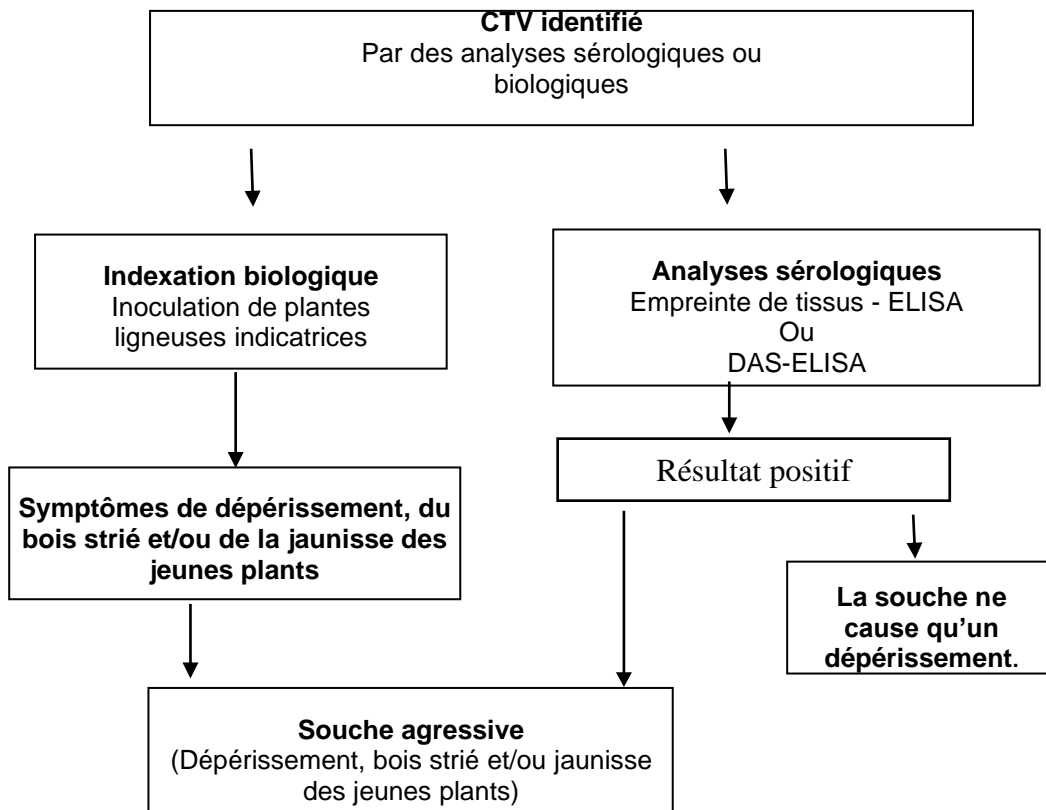 CTV identifié
Par des analyses sérologiques ou
biologiques
Indexation biologique
Inoculation de plantes
ligneuses indicatrices
Analyses sérologiques
Empreinte de tissus - ELISA
Ou
DAS-ELISA
Résultat positif
Symptômes de dépérissement, du
bois strié et/ou de la jaunisse des
jeunes plants
La souche ne
cause qu’un
dépérissement.
Souche agressive
(Dépérissement, bois strié et/ou jaunisse
des jeunes plants)